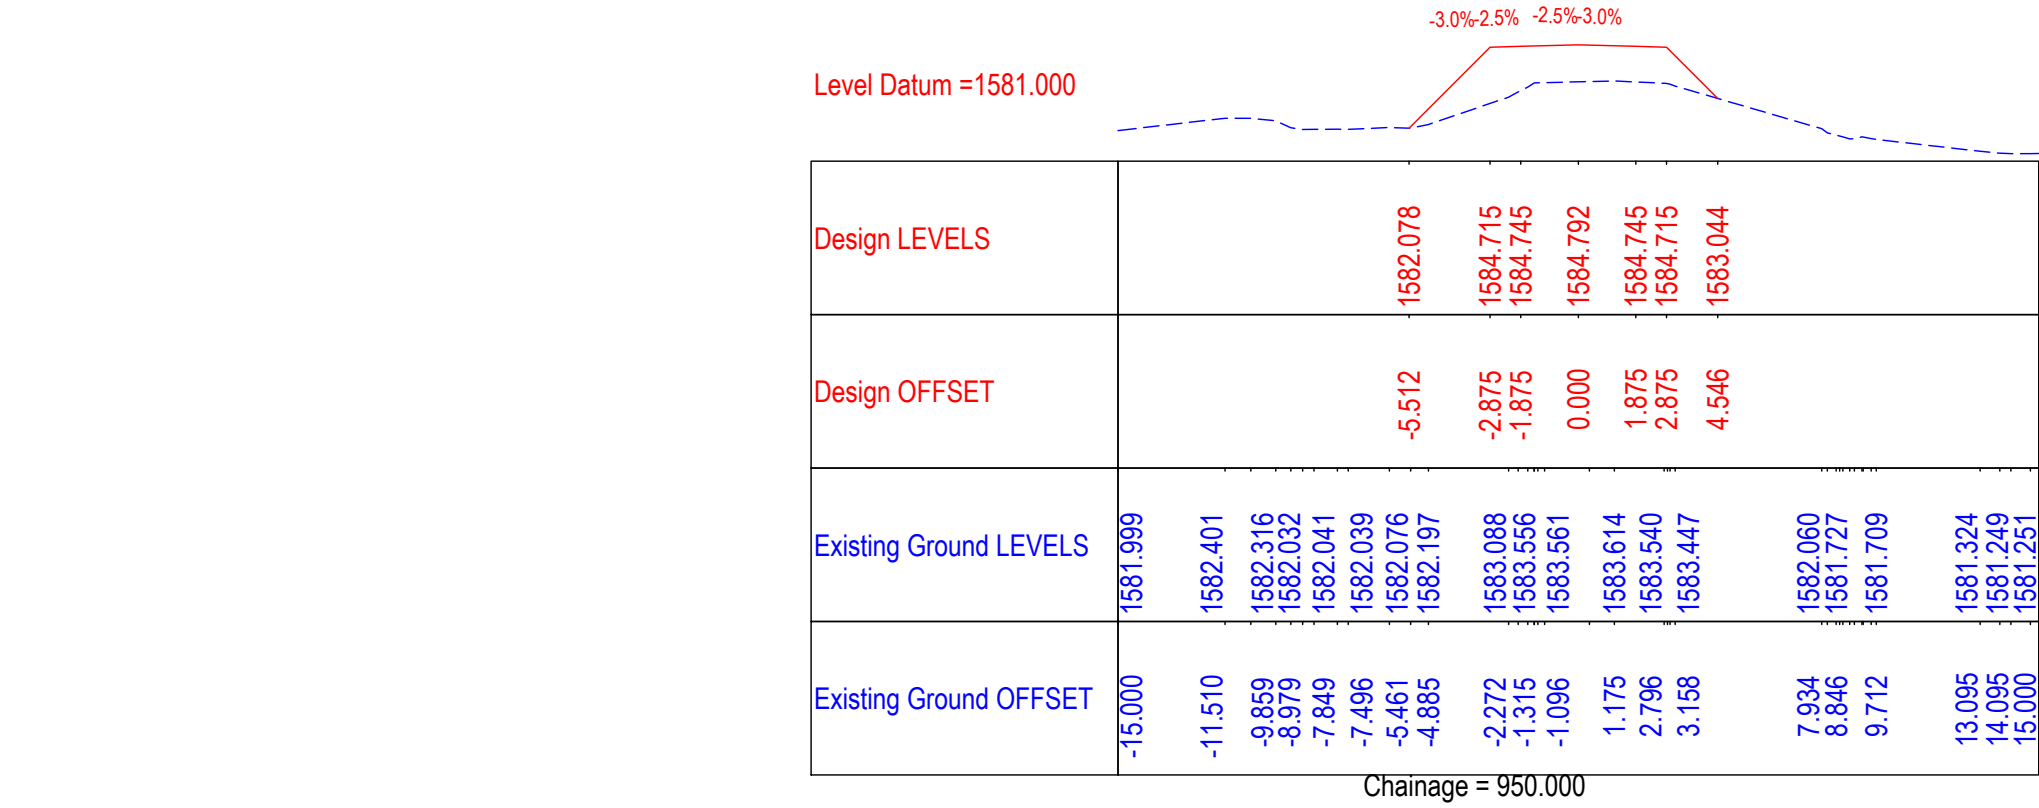 -3.0%-2.5% -2.5%-3.0%
Level Datum =1581.000
Design LEVELS
1582.078 1584.715 1584.745 1584.792 1584.745 1584.715 1583.044
Design OFFSET
-5.512 -2.875 -1.875 0.000 1.875 2.875 4.546
Existing Ground LEVELS
1581.999 1582.401 1582.316 1582.032 1582.041 1582.039 1582.076 1582.197 1583.088 1583.556 1583.561 1583.614 1583.540 1583.447 1582.060 1581.727 1581.709 1581.324 1581.249 1581.251
Existing Ground OFFSET
-15.000 -11.510 -9.859 -8.979 -7.849 -7.496 -5.461 -4.885 -2.272 -1.315 -1.096 1.175 2.796 3.158 7.934 8.846 9.712 13.095 14.095 15.000
Chainage = 950.000